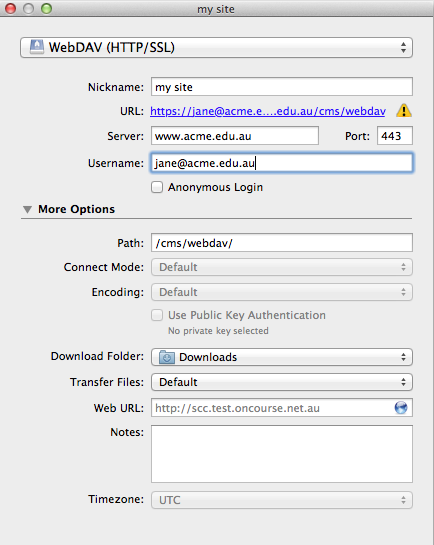 my site
WebDAV (HTTP/SSL)
Nickname: my site
URL: https://jane@acme.e....edu.au/cms/webdav
Server: www.acme.edu.au Port: 443
Username: jane@acme.edu.au
Anonymous Login
More Options
Path: /cms/webdav/
Connect Mode: Default
Encoding: Default
Use Public Key Authentication
No private key selected
Download Folder: Downloads
Transfer Files: Default
Web URL: http://scc.test.oncourse.net.au
Notes:
Timezone: UTC